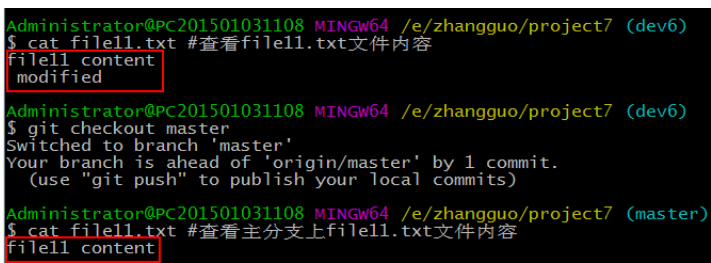 Administrator@PC201501031108 MINGW64 /e/zhangguo/project7 (dev6)
$ cat file11.txt #查看file11.txt文件内容
file11 content
 modified
Administrator@PC201501031108 MINGW64 /e/zhangguo/project7 (dev6)
$ git checkout master
Switched to branch 'master'
Your branch is ahead of 'origin/master' by 1 commit.
  (use "git push" to publish your local commits)
Administrator@PC201501031108 MINGW64 /e/zhangguo/project7 (master)
$ cat file11.txt #查看主分支上file11.txt文件内容
file11 content